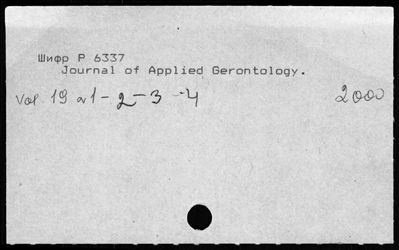 Шифр P 6337
Journal of Applied Gerontology.
Vol. 19 N1-2-3-4 2000